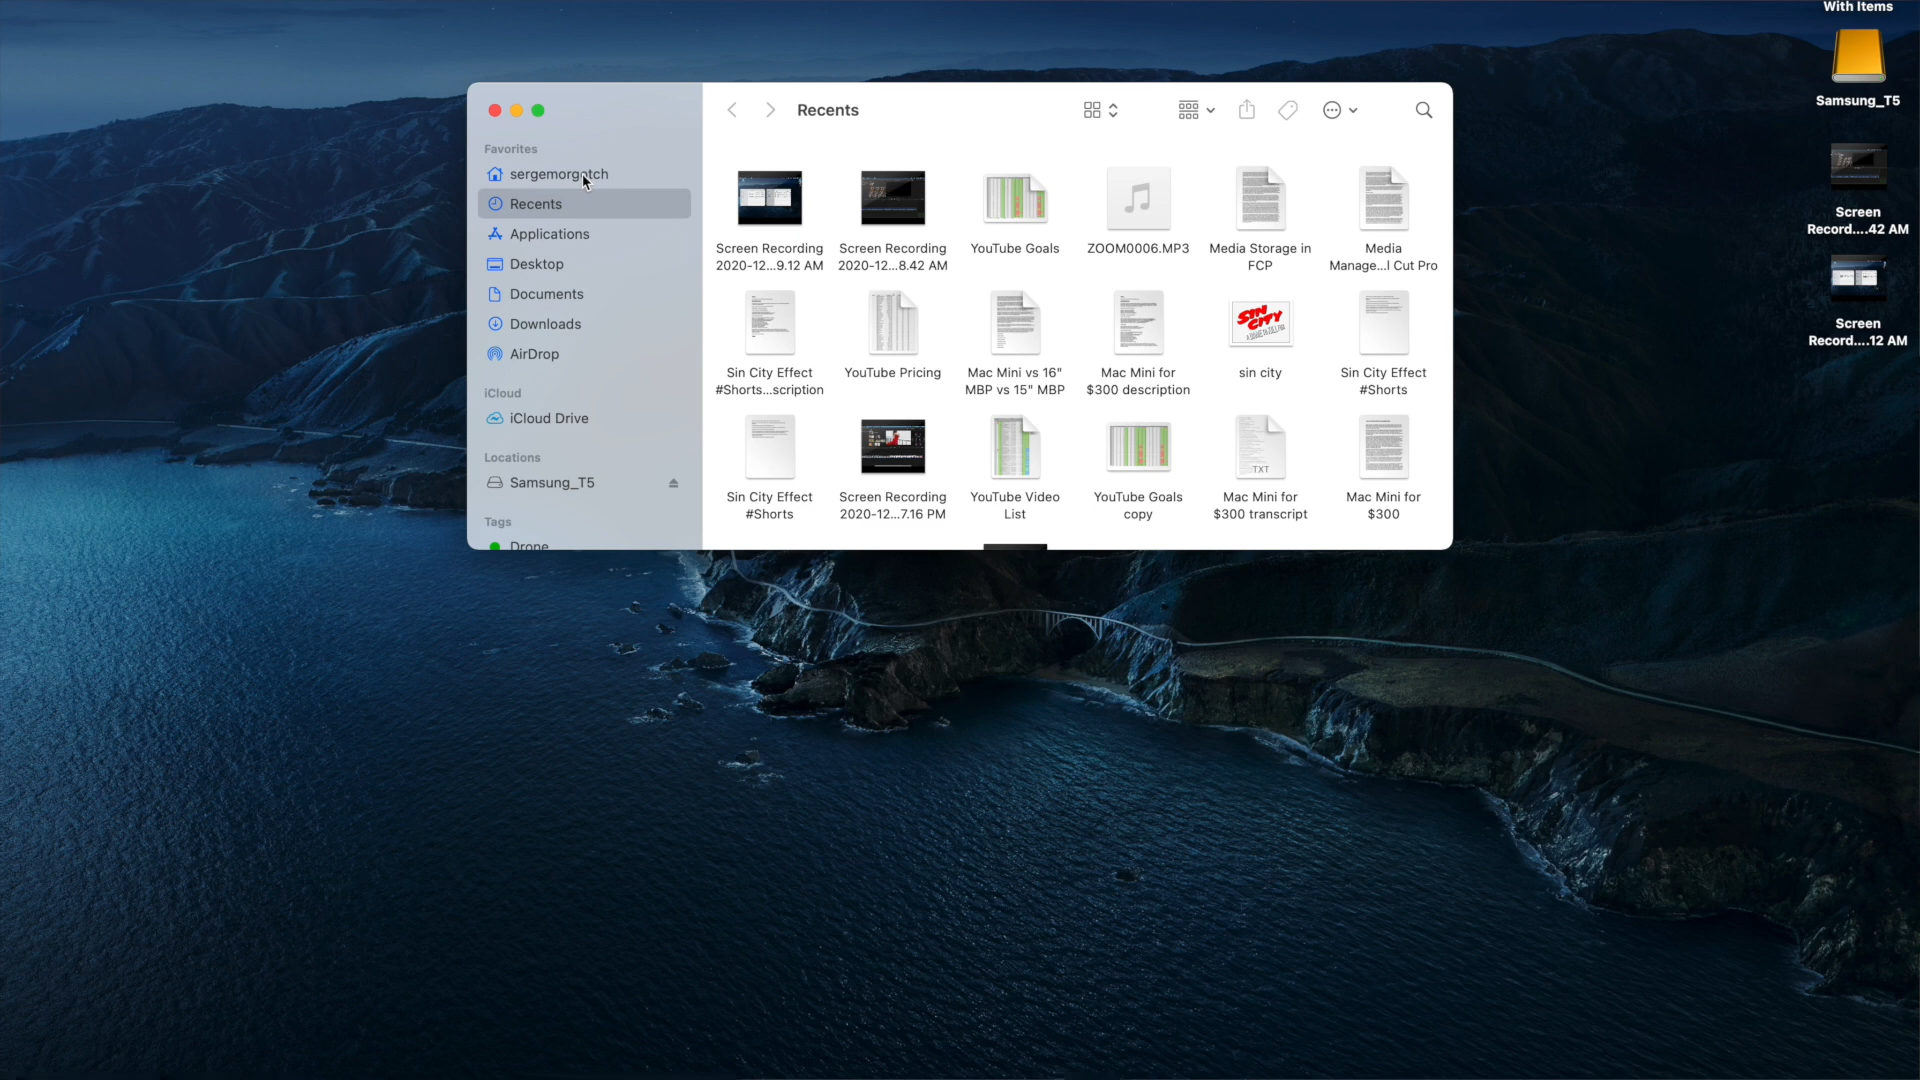 With Items
Samsung_T5
Screen
Record....42 AM
Screen
Record....12 AM
Recents
Favorites
Recents
Applications
Desktop
Documents
Downloads
AirDrop
iCloud
iCloud Drive
Locations
Samsung_T5
Tags
Drone
Screen Recording
2020-12...9.12 AM
Screen Recording
2020-12...8.42 AM
YouTube Goals
ZOOM0006.MP3
Media Storage in
FCP
Media
Manage...l Cut Pro
Sin City Effect
#Shorts...scription
YouTube Pricing
Mac Mini vs 16"
MBP vs 15" MBP
Mac Mini for
$300 description
SIN
CITY
sin city
Sin City Effect
#Shorts
Sin City Effect
#Shorts
Screen Recording
2020-12...7.16 PM
YouTube Video
List
YouTube Goals
copy
TXT
Mac Mini for
$300 transcript
Mac Mini for
$300